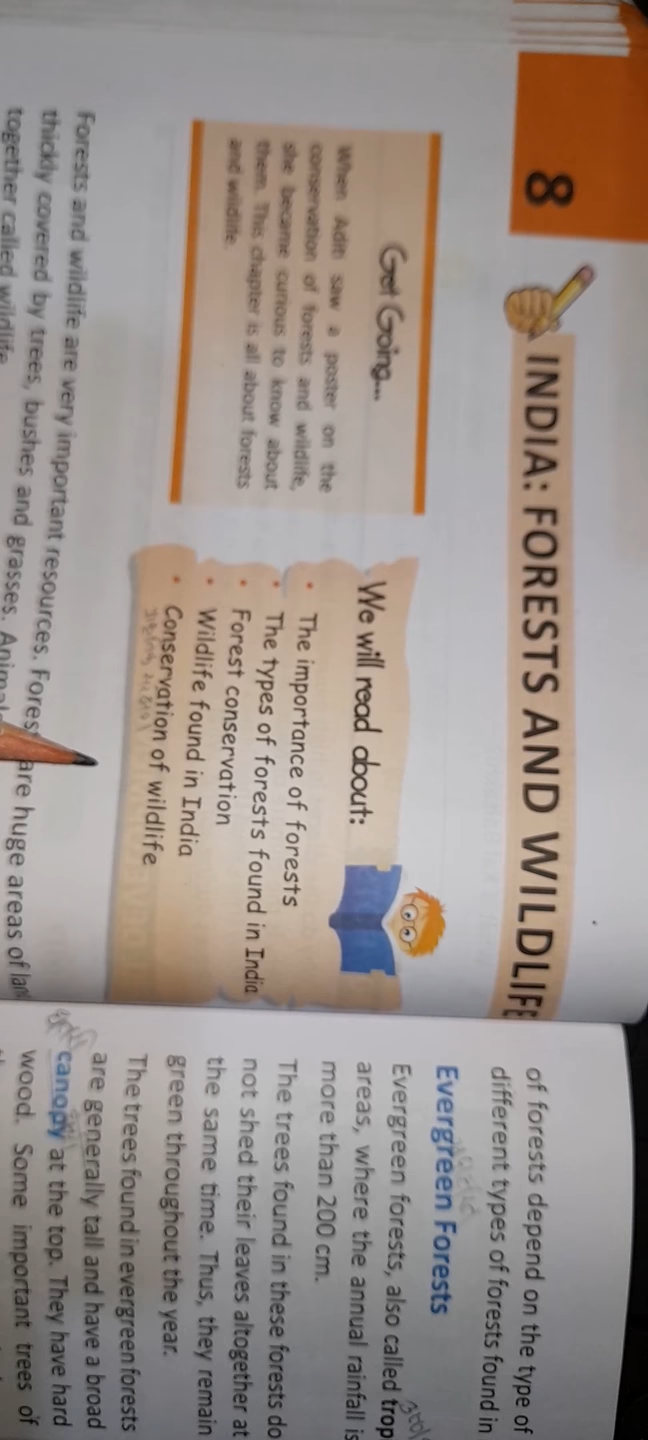 8
INDIA: FORESTS AND WILDLIFE
Get Going...
When Aditi saw a poster on the
conservation of forests and wildlife,
she became curious to know about
them. This chapter is all about forests
and wildlife.
We will read about:
• The importance of forests
• The types of forests found in India
• Forest conservation
• Wildlife found in India
• Conservation of wildlife
Forests and wildlife are very important resources. Fores are huge areas of lan
thickly covered by trees, bushes and grasses.
together called wildlife
of forests depend on the type of
different types of forests found in
Evergreen Forests
Evergreen forests, also called trop
areas, where the annual rainfall is
more than 200 cm.
The trees found in these forests do
not shed their leaves altogether at
the same time. Thus, they remain
green throughout the year.
The trees found in evergreen forests
are generally tall and have a broad
canopy at the top. They have hard
wood. Some important trees of